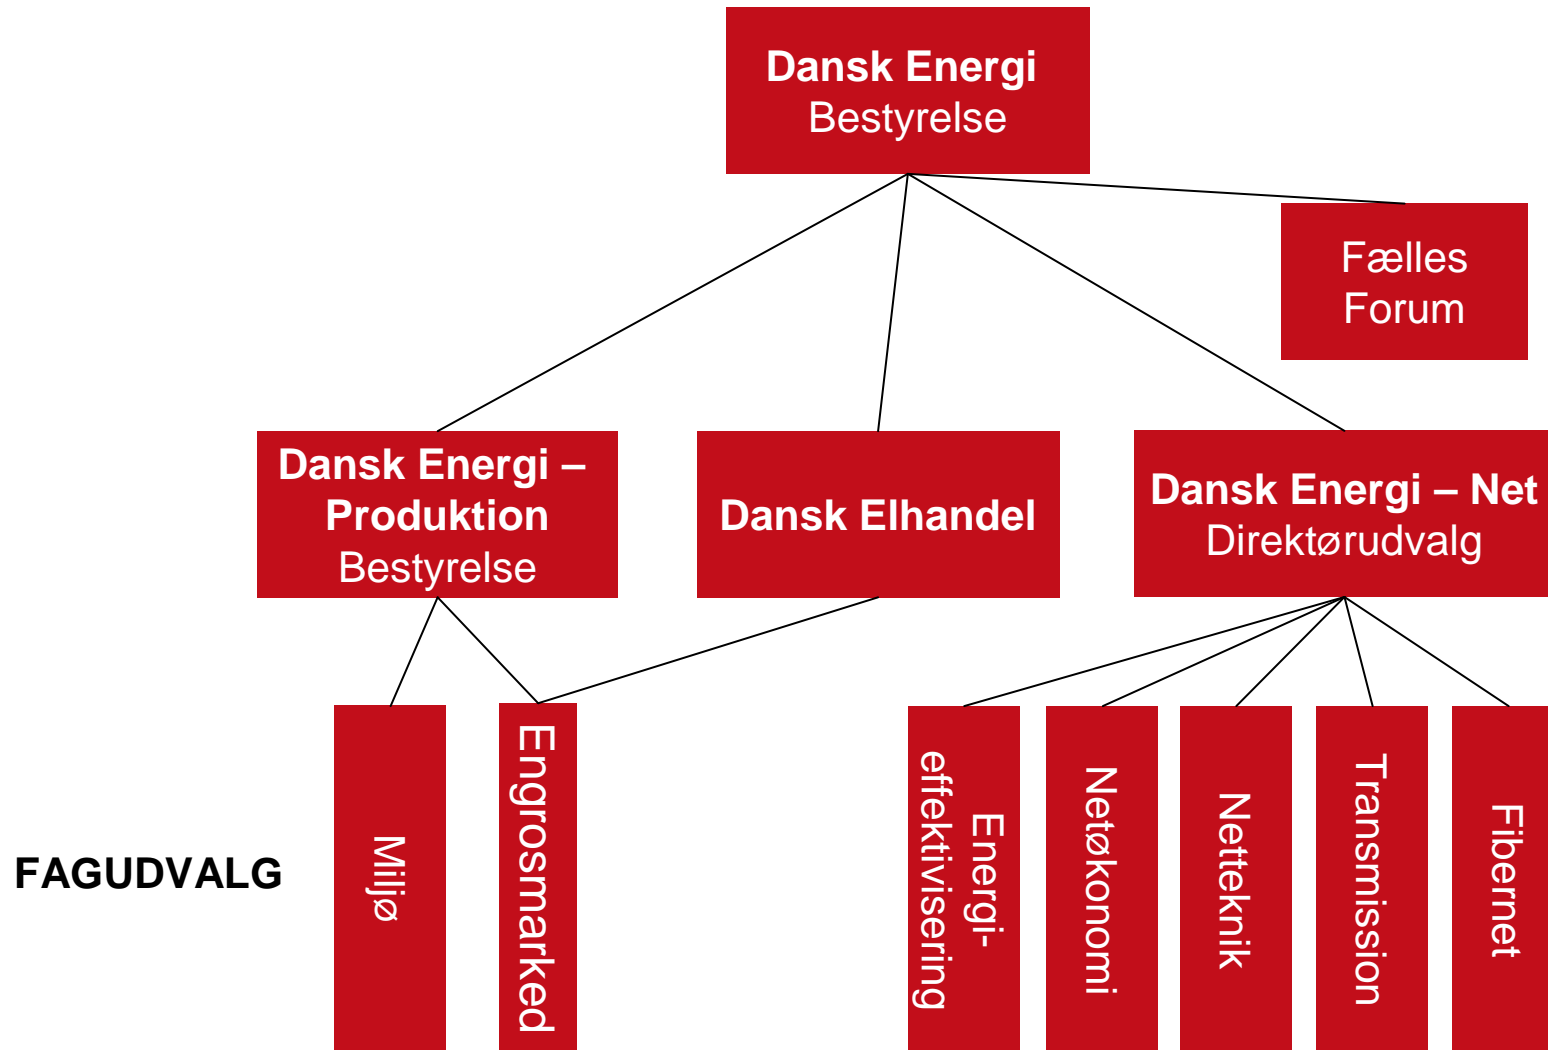 Dansk Energi
Bestyrelse
Fælles
Forum
Dansk Energi –
Produktion
Bestyrelse
Dansk Elhandel
Dansk Energi – Net
Direktørudvalg
FAGUDVALG
Miljø
Engrosmarked
Energi-
effektivisering
Netøkonomi
Netteknik
Transmission
Fibernet